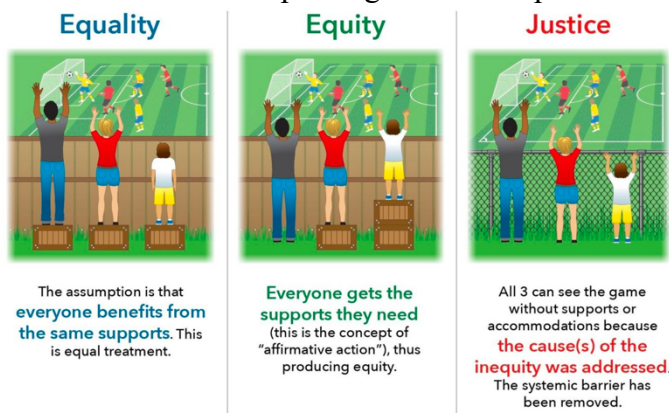 Equality
The assumption is that
everyone benefits from
the same supports. This
is equal treatment.
Equity
Everyone gets the
supports they need
(this is the concept of
“affirmative action”), thus
producing equity.
Justice
All 3 can see the game
without supports or
accommodations because
the cause(s) of the
inequity was addressed.
The systemic barrier has
been removed.